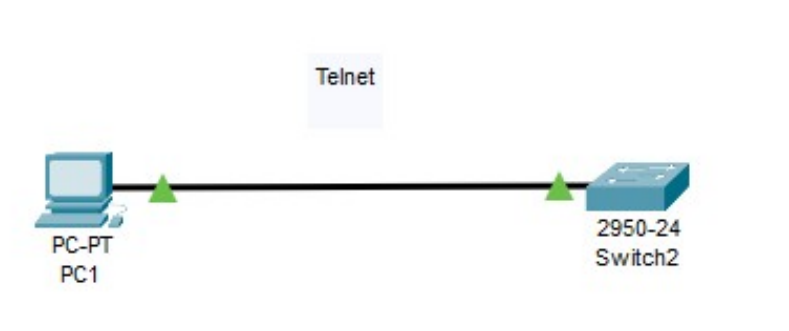 Telnet
PC-PT
PC1
2950-24
Switch2